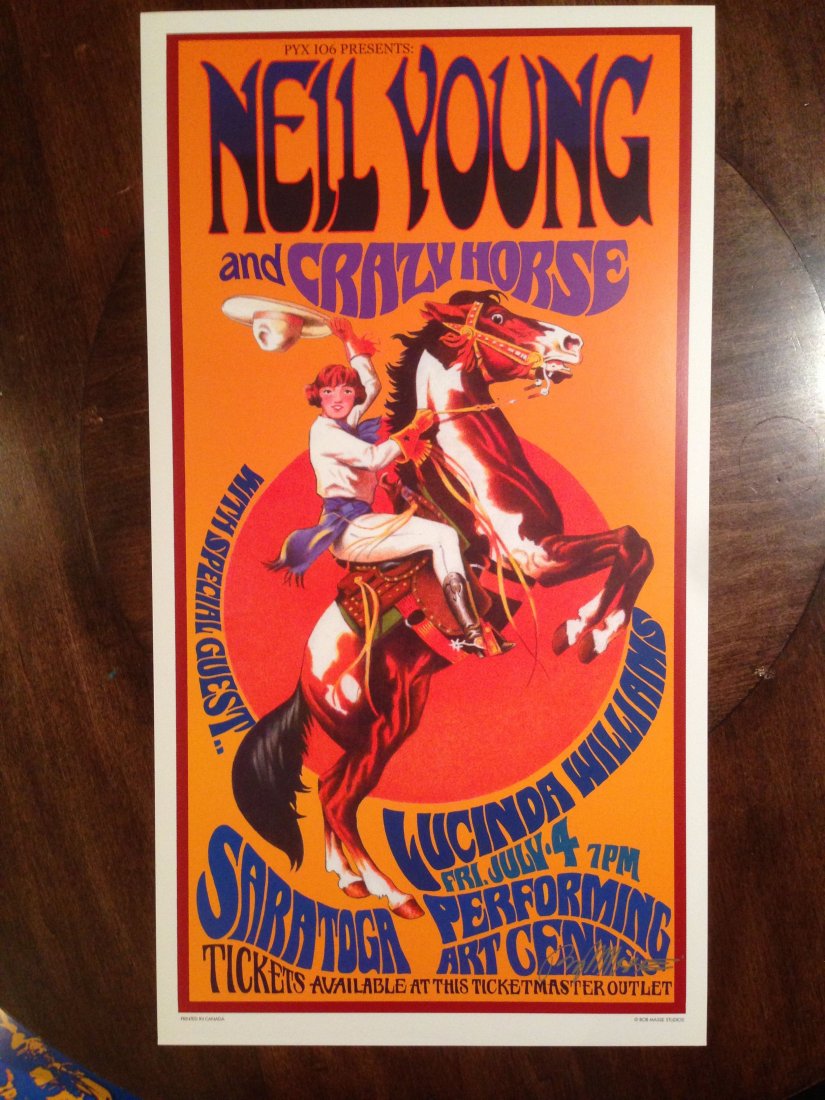 PYX 106 PRESENTS:
NEIL YOUNG
and CRAZY HORSE
WITH SPECIAL GUEST..
LUCINDA WILLIAMS
FRI. JULY. 4 7PM
SARATOGA
PERFORMING
ART CENTER
TICKETS AVAILABLE AT THIS TICKETMASTER OUTLET
PRINTED IN CANADA
© BOB MASSE STUDIOS